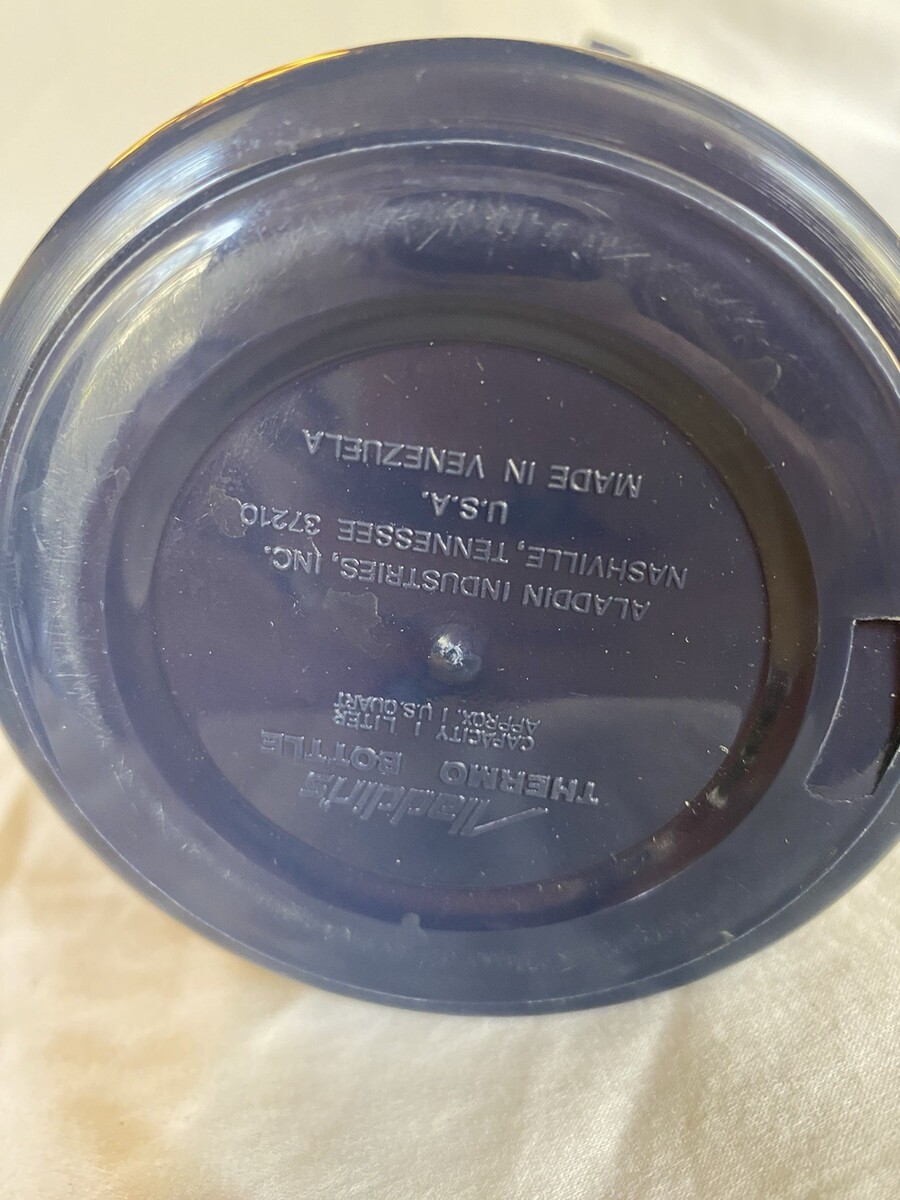 Aladdin's
THERMO BOTTLE
CAPACITY 1 LITER
APPROX. 1 U.S. QUART
ALADDIN INDUSTRIES, INC.
NASHVILLE, TENNESSEE 37210
U.S.A.
MADE IN VENEZUELA